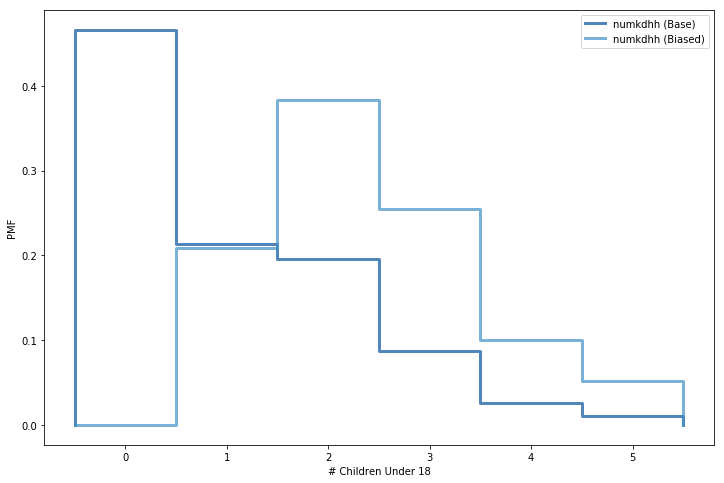 numkdhh (Base)
numkdhh (Biased)
0.4
0.3
0.2
0.1
0.0
PMF
0 1 2 3 4 5
# Children Under 18